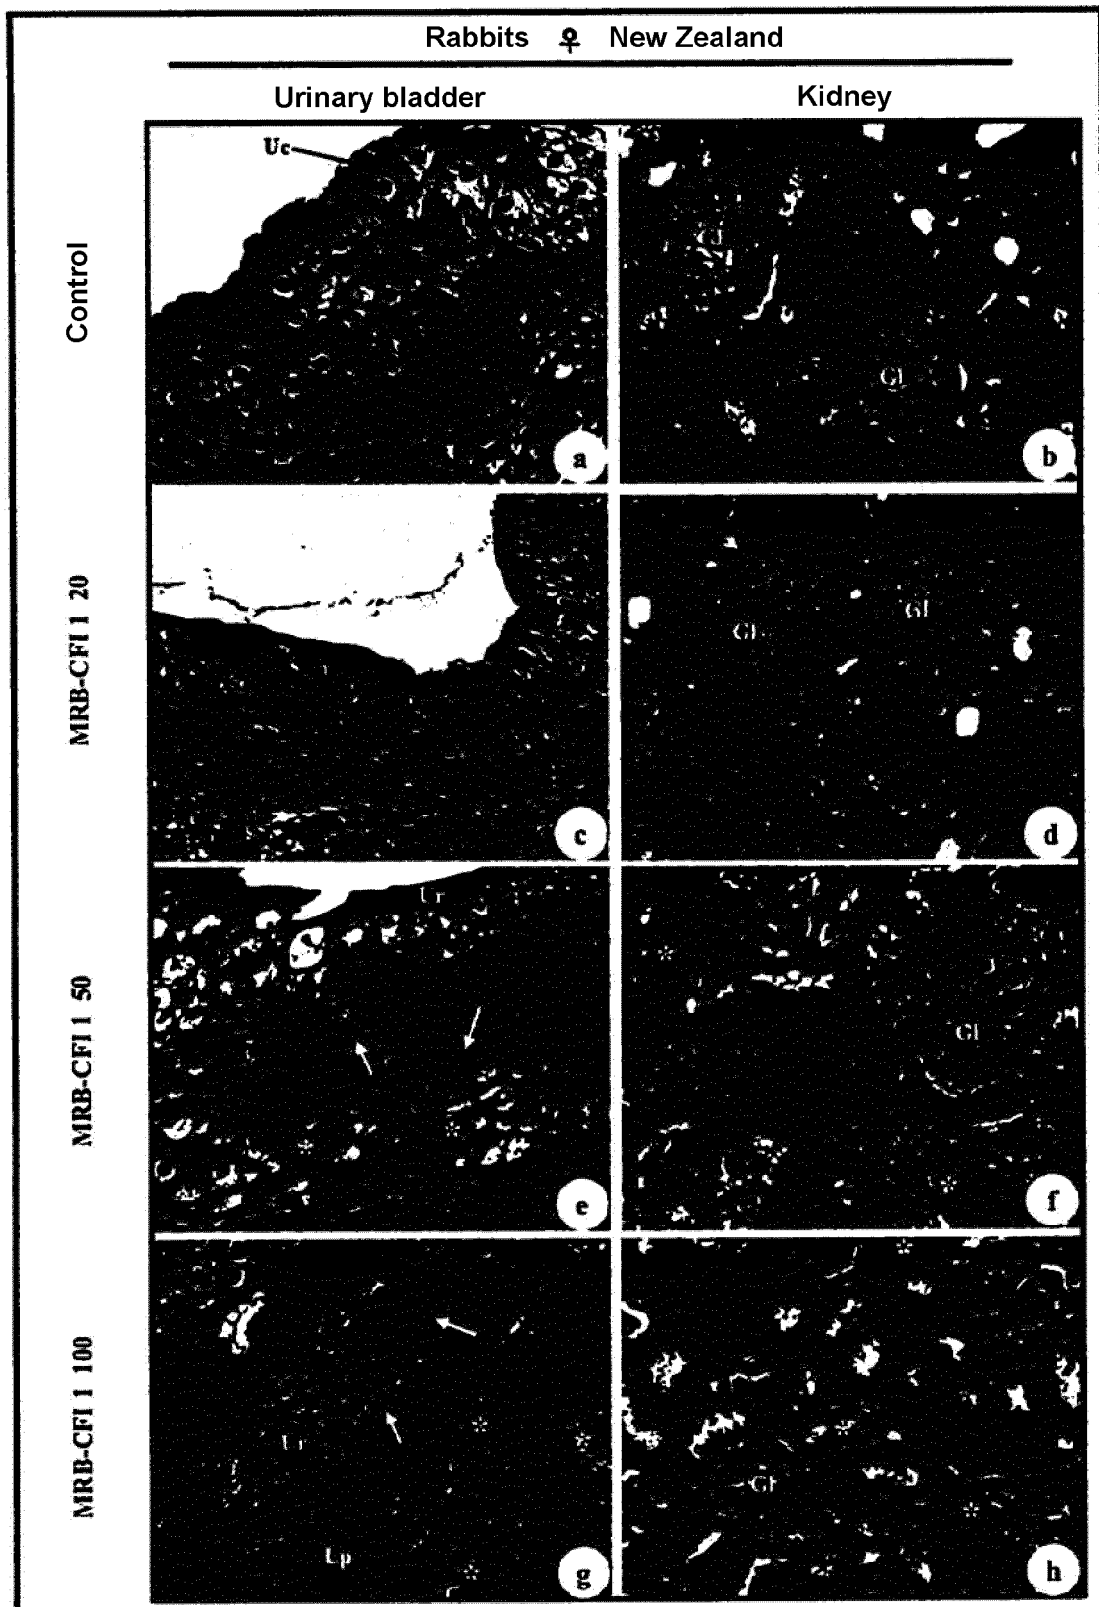 Rabbits ♀ New Zealand
Urinary bladder Kidney
Control
Uc
a
Gl
Gl
b
MRB-CFI 1 20
c
Gl
Gl
d
MRB-CFI 1 50
Ur
*
*
e
*
Gl
*
f
MRB-CFI 1 100
Ur
*
*
Lp
*
g
*
*
Gl
*
*
h